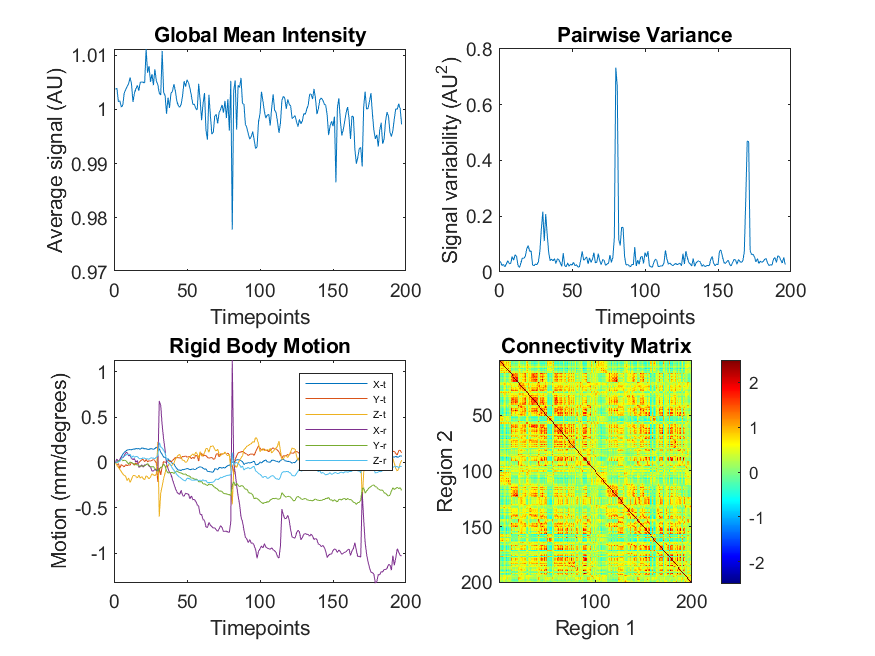 Global Mean Intensity
Average signal (AU)
1.01
1
0.99
0.98
0.97
0
50
100
150
200
Timepoints
Pairwise Variance
Signal variability (AU2)
0.8
0.6
0.4
0.2
0
0
50
100
150
200
Timepoints
Rigid Body Motion
Motion (mm/degrees)
1
0.5
0
-0.5
-1
0
50
100
150
200
Timepoints
X-t
Y-t
Z-t
X-r
Y-r
Z-r
Connectivity Matrix
Region 2
50
100
150
200
100
200
Region 1
2
1
0
-1
-2